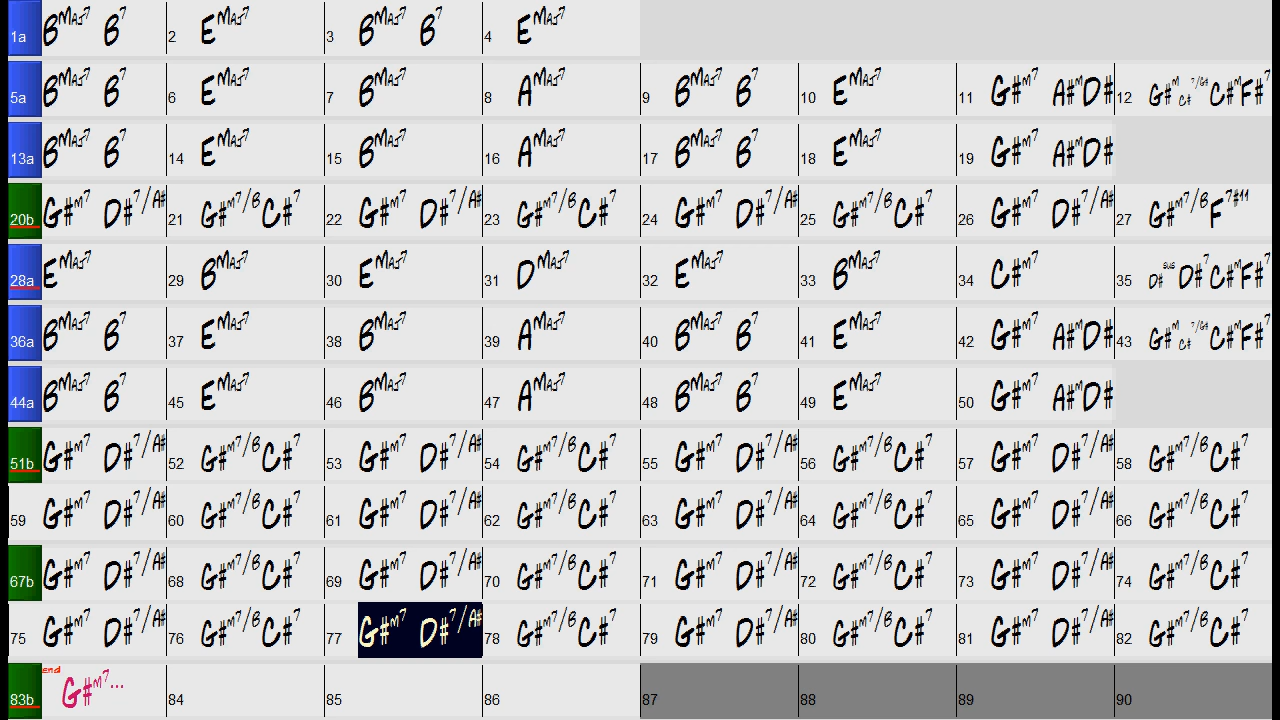 1a BMaj7 B7 2 EMaj7 3 BMaj7 B7 4 EMaj7
5a BMaj7 B7 6 EMaj7 7 BMaj7 8 AMaj7 9 BMaj7 B7 10 EMaj7 11 G#m7 A#mD# 12 G#m C#7/G# C#mF#7
13a BMaj7 B7 14 EMaj7 15 BMaj7 16 AMaj7 17 BMaj7 B7 18 EMaj7 19 G#m7 A#mD#
20b G#m7 D#7/A# 21 G#m7/B C#7 22 G#m7 D#7/A# 23 G#m7/B C#7 24 G#m7 D#7/A# 25 G#m7/B C#7 26 G#m7 D#7/A# 27 G#m7/B F7#11
28a EMaj7 29 BMaj7 30 EMaj7 31 DMaj7 32 EMaj7 33 BMaj7 34 C#m7 35 D#sus D#7 C#mF#7
36a BMaj7 B7 37 EMaj7 38 BMaj7 39 AMaj7 40 BMaj7 B7 41 EMaj7 42 G#m7 A#mD# 43 G#m C#7/G# C#mF#7
44a BMaj7 B7 45 EMaj7 46 BMaj7 47 AMaj7 48 BMaj7 B7 49 EMaj7 50 G#m7 A#mD#
51b G#m7 D#7/A# 52 G#m7/B C#7 53 G#m7 D#7/A# 54 G#m7/B C#7 55 G#m7 D#7/A# 56 G#m7/B C#7 57 G#m7 D#7/A# 58 G#m7/B C#7
59 G#m7 D#7/A# 60 G#m7/B C#7 61 G#m7 D#7/A# 62 G#m7/B C#7 63 G#m7 D#7/A# 64 G#m7/B C#7 65 G#m7 D#7/A# 66 G#m7/B C#7
67b G#m7 D#7/A# 68 G#m7/B C#7 69 G#m7 D#7/A# 70 G#m7/B C#7 71 G#m7 D#7/A# 72 G#m7/B C#7 73 G#m7 D#7/A# 74 G#m7/B C#7
75 G#m7 D#7/A# 76 G#m7/B C#7 77 G#m7 D#7/A# 78 G#m7/B C#7 79 G#m7 D#7/A# 80 G#m7/B C#7 81 G#m7 D#7/A# 82 G#m7/B C#7
83b end G#m7... 84 85 86 87 88 89 90